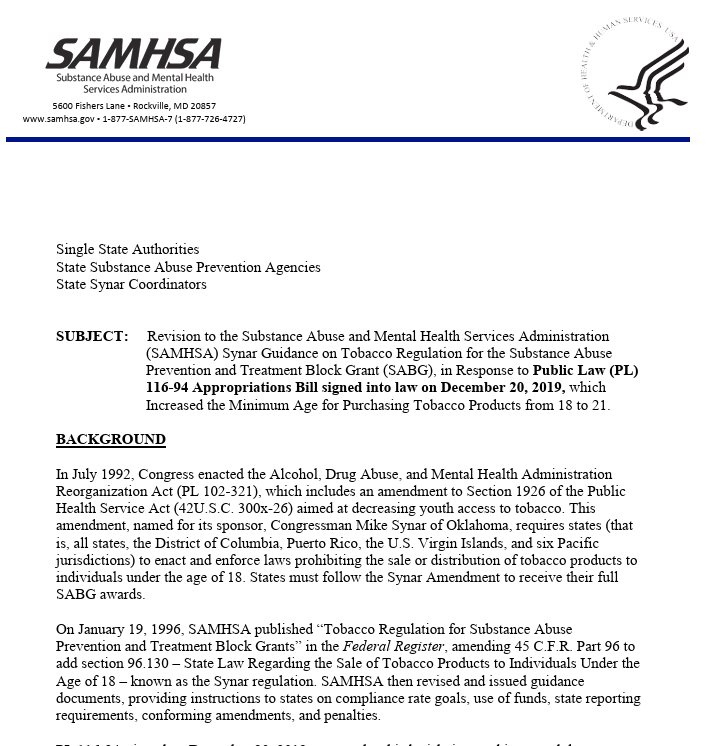 SAMHSA
Substance Abuse and Mental Health
Services Administration
5600 Fishers Lane • Rockville, MD 20857
www.samhsa.gov • 1-877-SAMHSA-7 (1-877-726-4727)
DEPARTMENT OF HEALTH & HUMAN SERVICES USA
Single State Authorities
State Substance Abuse Prevention Agencies
State Synar Coordinators
SUBJECT: Revision to the Substance Abuse and Mental Health Services Administration
(SAMHSA) Synar Guidance on Tobacco Regulation for the Substance Abuse
Prevention and Treatment Block Grant (SABG), in Response to Public Law (PL)
116-94 Appropriations Bill signed into law on December 20, 2019, which
Increased the Minimum Age for Purchasing Tobacco Products from 18 to 21.
BACKGROUND
In July 1992, Congress enacted the Alcohol, Drug Abuse, and Mental Health Administration
Reorganization Act (PL 102-321), which includes an amendment to Section 1926 of the Public
Health Service Act (42U.S.C. 300x-26) aimed at decreasing youth access to tobacco. This
amendment, named for its sponsor, Congressman Mike Synar of Oklahoma, requires states (that
is, all states, the District of Columbia, Puerto Rico, the U.S. Virgin Islands, and six Pacific
jurisdictions) to enact and enforce laws prohibiting the sale or distribution of tobacco products to
individuals under the age of 18. States must follow the Synar Amendment to receive their full
SABG awards.
On January 19, 1996, SAMHSA published “Tobacco Regulation for Substance Abuse
Prevention and Treatment Block Grants” in the Federal Register, amending 45 C.F.R. Part 96 to
add section 96.130 – State Law Regarding the Sale of Tobacco Products to Individuals Under the
Age of 18 – known as the Synar regulation. SAMHSA then revised and issued guidance
documents, providing instructions to states on compliance rate goals, use of funds, state reporting
requirements, conforming amendments, and penalties.